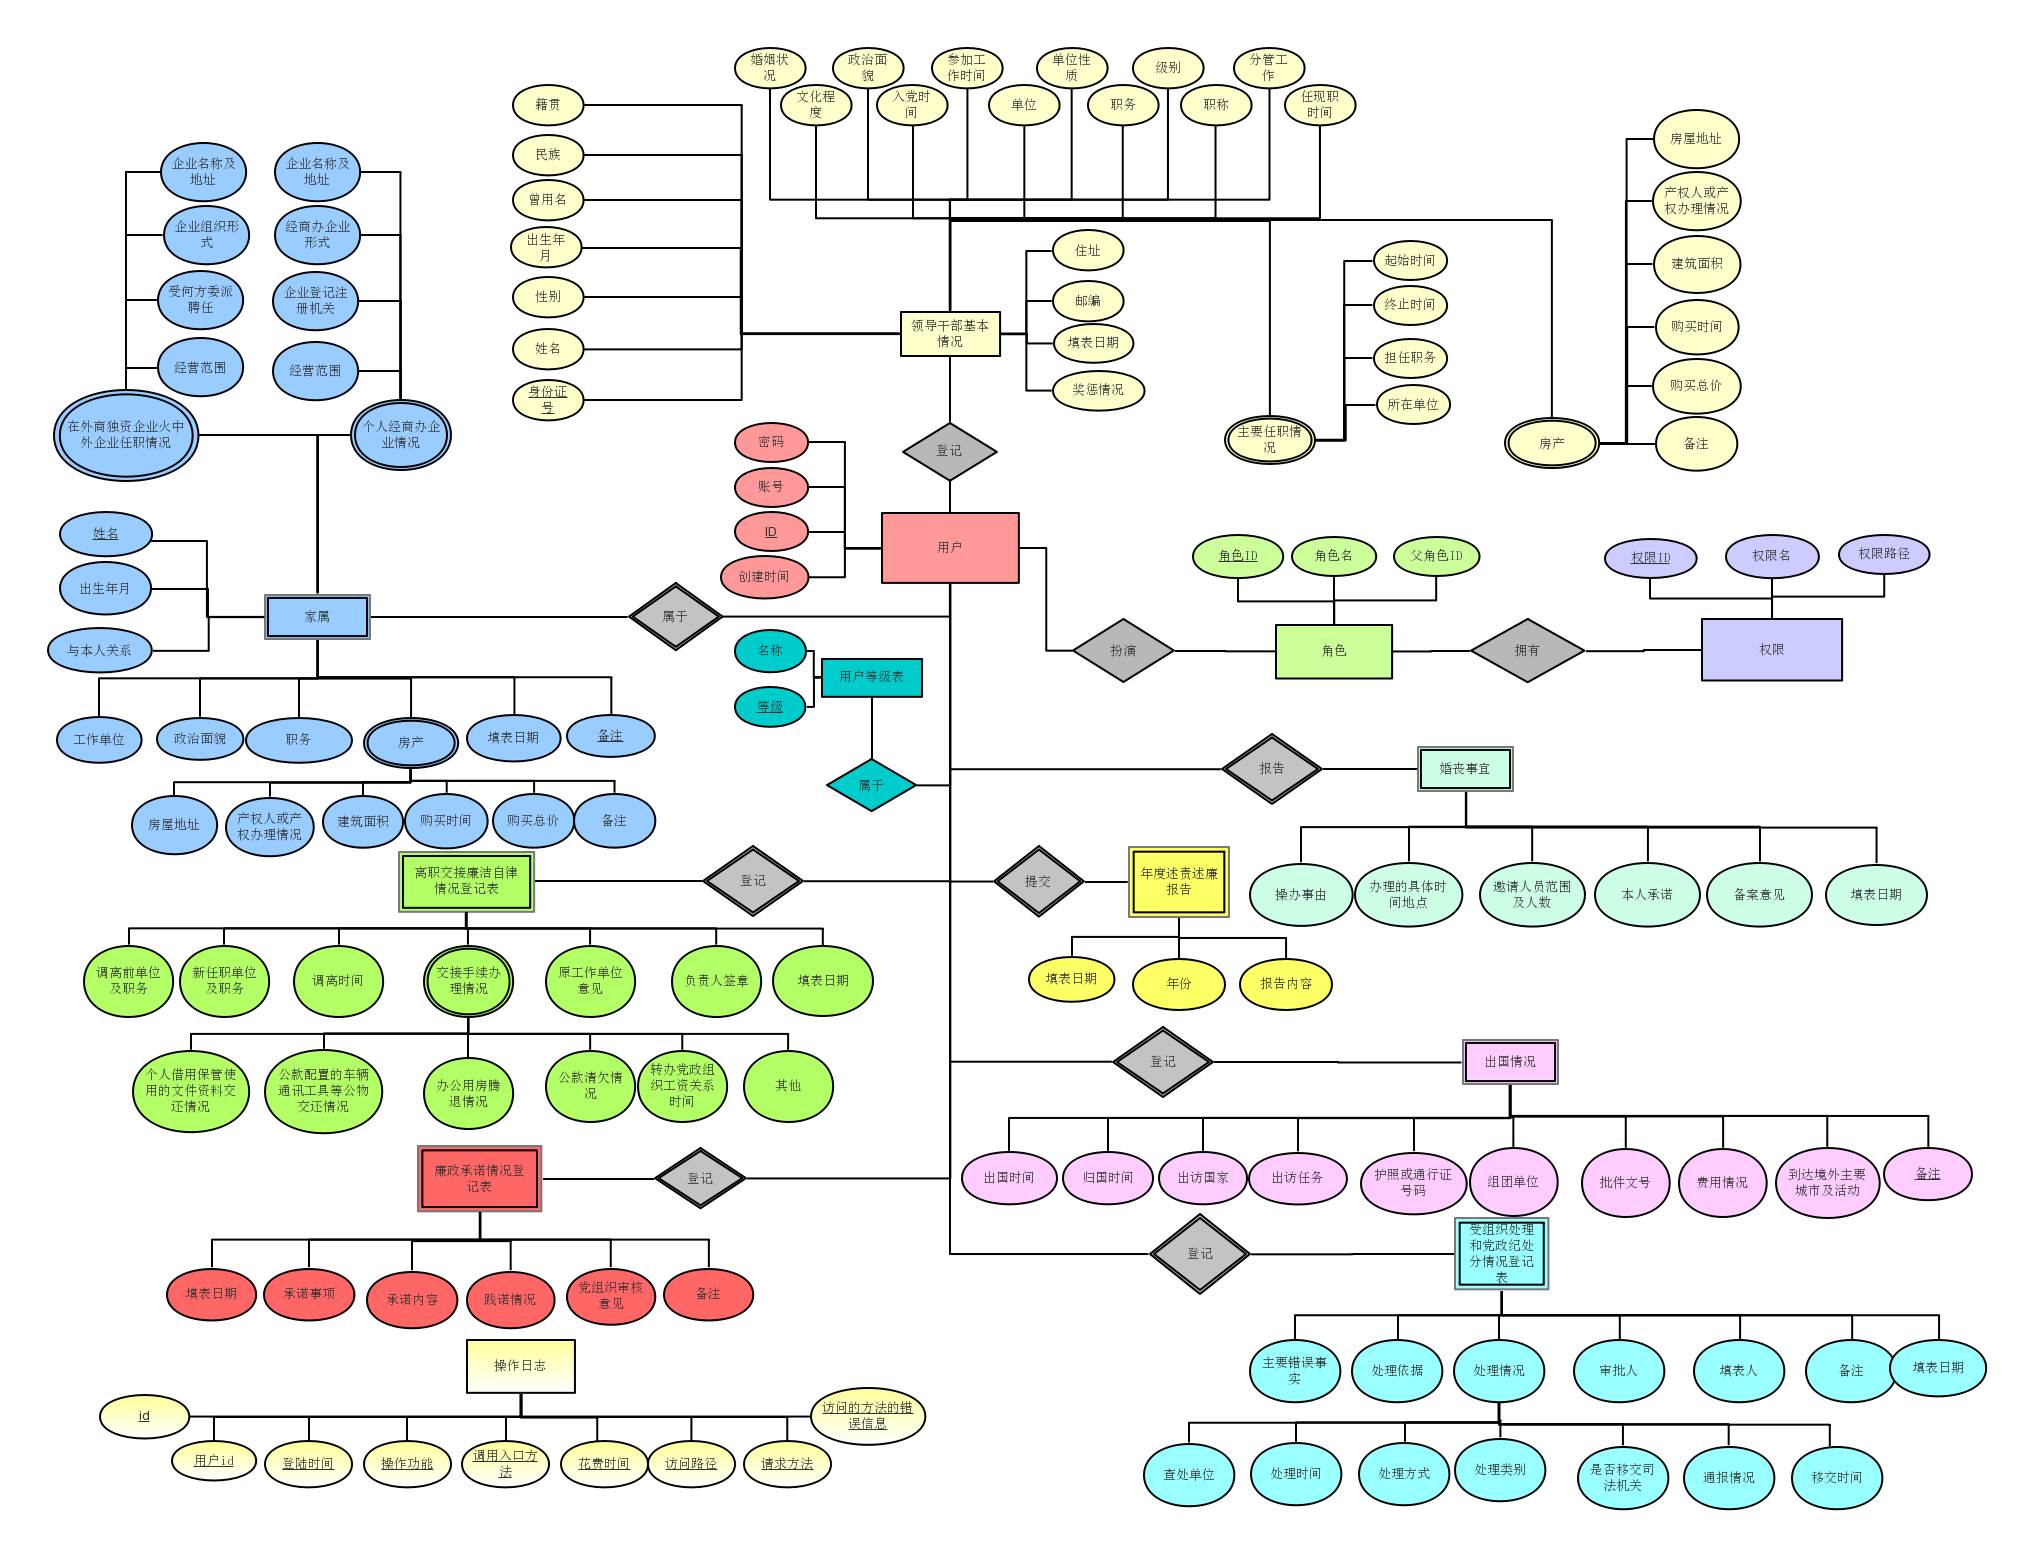 婚姻状
况
政治面
貌
参加工
作时间
单位性
质
级别
分管工
作
文化程
度
入党时
间
单位
职务
职称
任现职
时间
籍贯
民族
曾用名
出生年
月
性别
姓名
身份证
号
房屋地址
产权人或产
权办理情况
建筑面积
购买时间
购买总价
备注
房产
企业名称及
地址
企业组织形
式
受何方委派
聘任
经营范围
企业名称及
地址
经商办企业
形式
企业登记注
册机关
经营范围
在外商独资企业火中
外企业任职情况
个人经商办企
业情况
领导干部基本
情况
住址
邮编
填表日期
奖惩情况
起始时间
终止时间
担任职务
所在单位
主要任职情
况
登记
密码
账号
ID
创建时间
用户
姓名
出生年月
与本人关系
家属
属于
角色ID
角色名
父角色ID
权限ID
权限名
权限路径
扮演
角色
拥有
权限
名称
等级
用户等级表
属于
工作单位
政治面貌
职务
房产
填表日期
备注
房屋地址
产权人或产
权办理情况
建筑面积
购买时间
购买总价
备注
报告
婚丧事宜
操办事由
办理的具体时
间地点
邀请人员范围
及人数
本人承诺
备案意见
填表日期
离职交接廉洁自律
情况登记表
登记
提交
年度述责述廉
报告
填表日期
年份
报告内容
调离前单位
及职务
新任职单位
及职务
调离时间
交接手续办
理情况
原工作单位
意见
负责人签章
填表日期
个人借用保管使
用的文件资料交
还情况
公款配置的车辆
通讯工具等公物
交还情况
办公用房腾
退情况
公款清欠情
况
转办党政组
织工资关系
时间
其他
登记
出国情况
出国时间
归国时间
出访国家
出访任务
护照或通行证
号码
组团单位
批件文号
费用情况
到达境外主要
城市及活动
备注
廉政承诺情况登
记表
登记
填表日期
承诺事项
承诺内容
践诺情况
党组织审核
意见
备注
登记
受组织处理
和党政纪处
分情况登记
表
主要错误事
实
处理依据
处理情况
审批人
填表人
备注
填表日期
查处单位
处理时间
处理方式
处理类别
是否移交司
法机关
通报情况
移交时间
操作日志
id
用户id
登陆时间
操作功能
调用入口方
法
花费时间
访问路径
请求方法
访问的方法的错
误信息